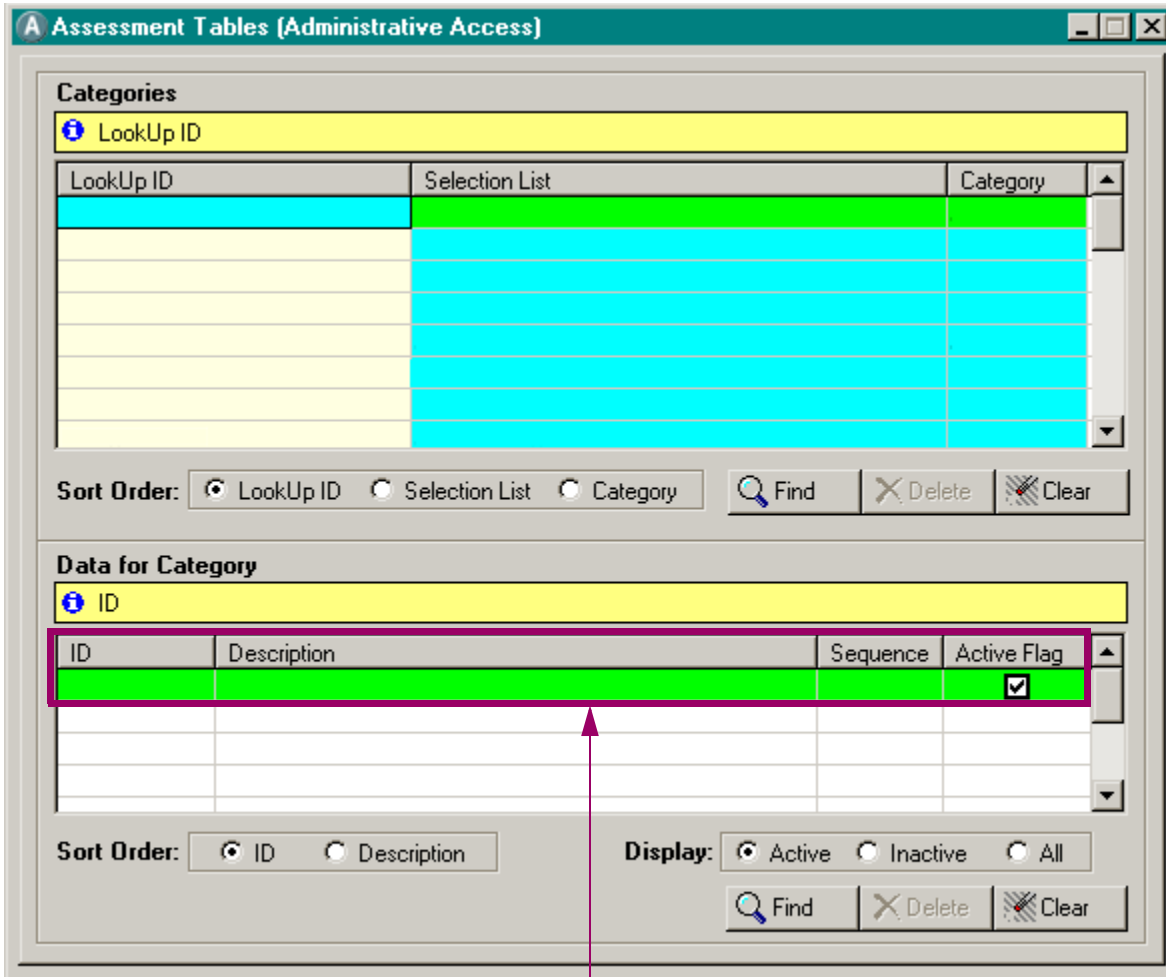 A Assessment Tables (Administrative Access)
Categories
LookUp ID
LookUp ID Selection List Category
Sort Order: LookUp ID Selection List Category Find Delete Clear
Data for Category
ID
ID Description Sequence Active Flag
Sort Order: ID Description Display: Active Inactive All
Find Delete Clear